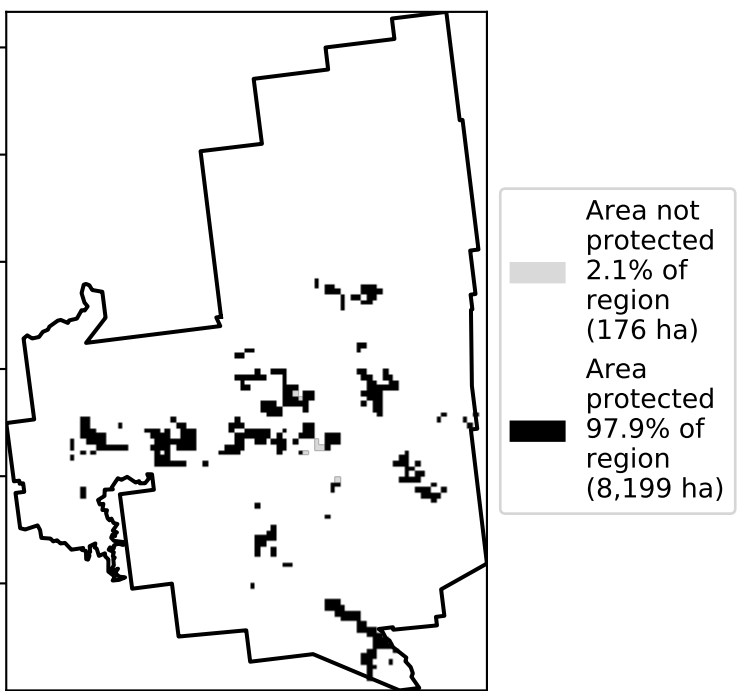 Area not
protected
2.1% of
region
(176 ha)
Area
protected
97.9% of
region
(8,199 ha)